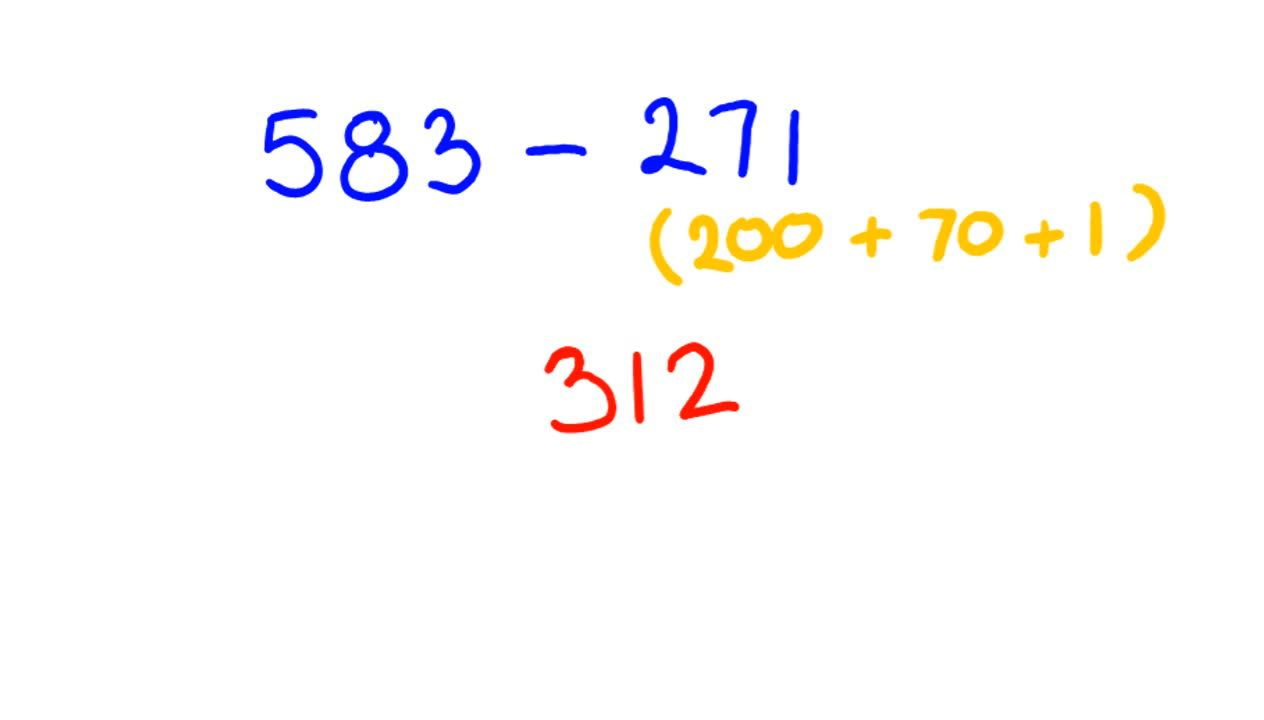 583 - 271
(200 + 70 + 1)
312